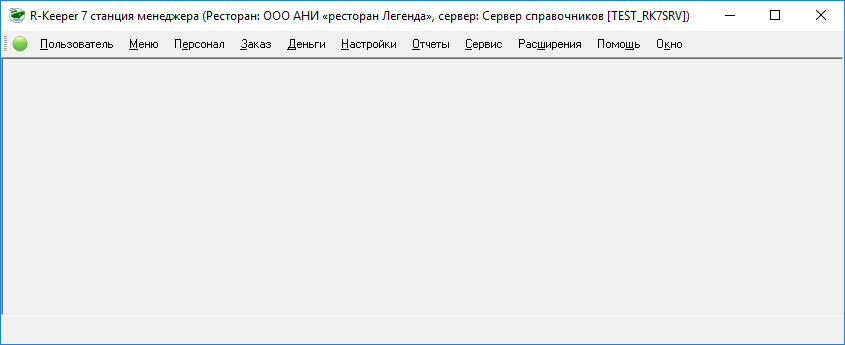 R-Keeper 7 станция менеджера (Ресторан: ООО АНИ «ресторан Легенда», сервер: Сервер справочников [TEST_RK7SRV])
Пользователь Меню Персонал Заказ Деньги Настройки Отчеты Сервис Расширения Помощь Окно